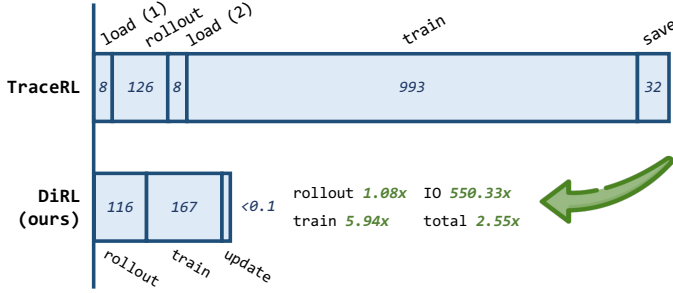 load (1) rollout load (2) train save
TraceRL 8 126 8 993 32
DiRL
(ours)
116 167 <0.1
rollout 1.08x IO 550.33x
train 5.94x total 2.55x
rollout train update